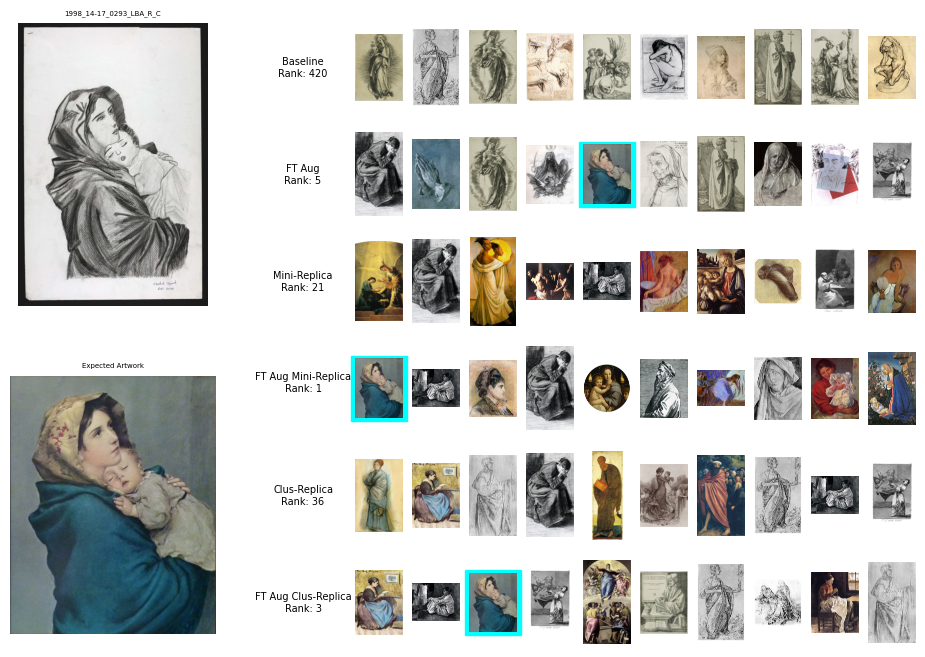 1998_14-17_0293_LBA_R_C
Baseline
Rank: 420
FT Aug
Rank: 5
Mini-Replica
Rank: 21
Expected Artwork
FT Aug Mini-Replica
Rank: 1
Clus-Replica
Rank: 36
FT Aug Clus-Replica
Rank: 3